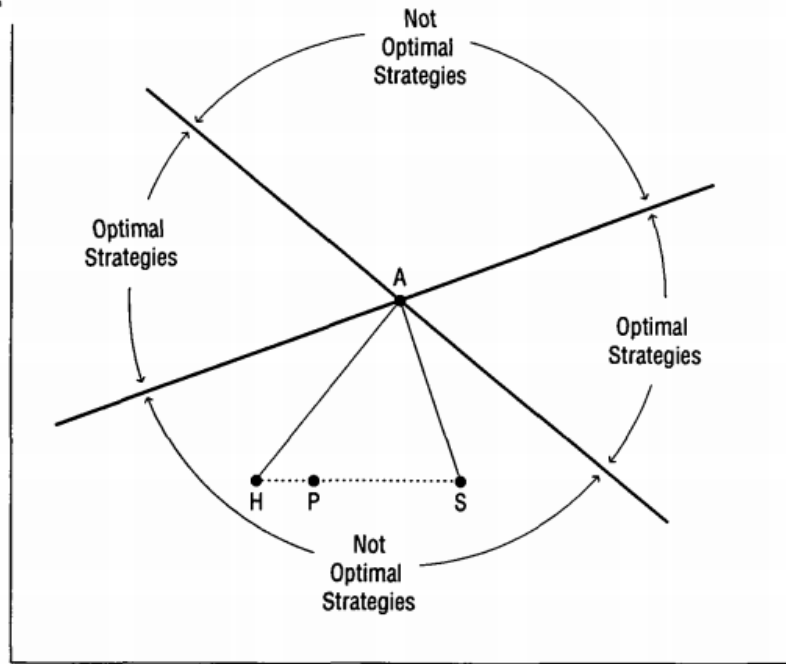 Not
Optimal
Strategies
Optimal
Strategies
A
Optimal
Strategies
H
P
S
Not
Optimal
Strategies